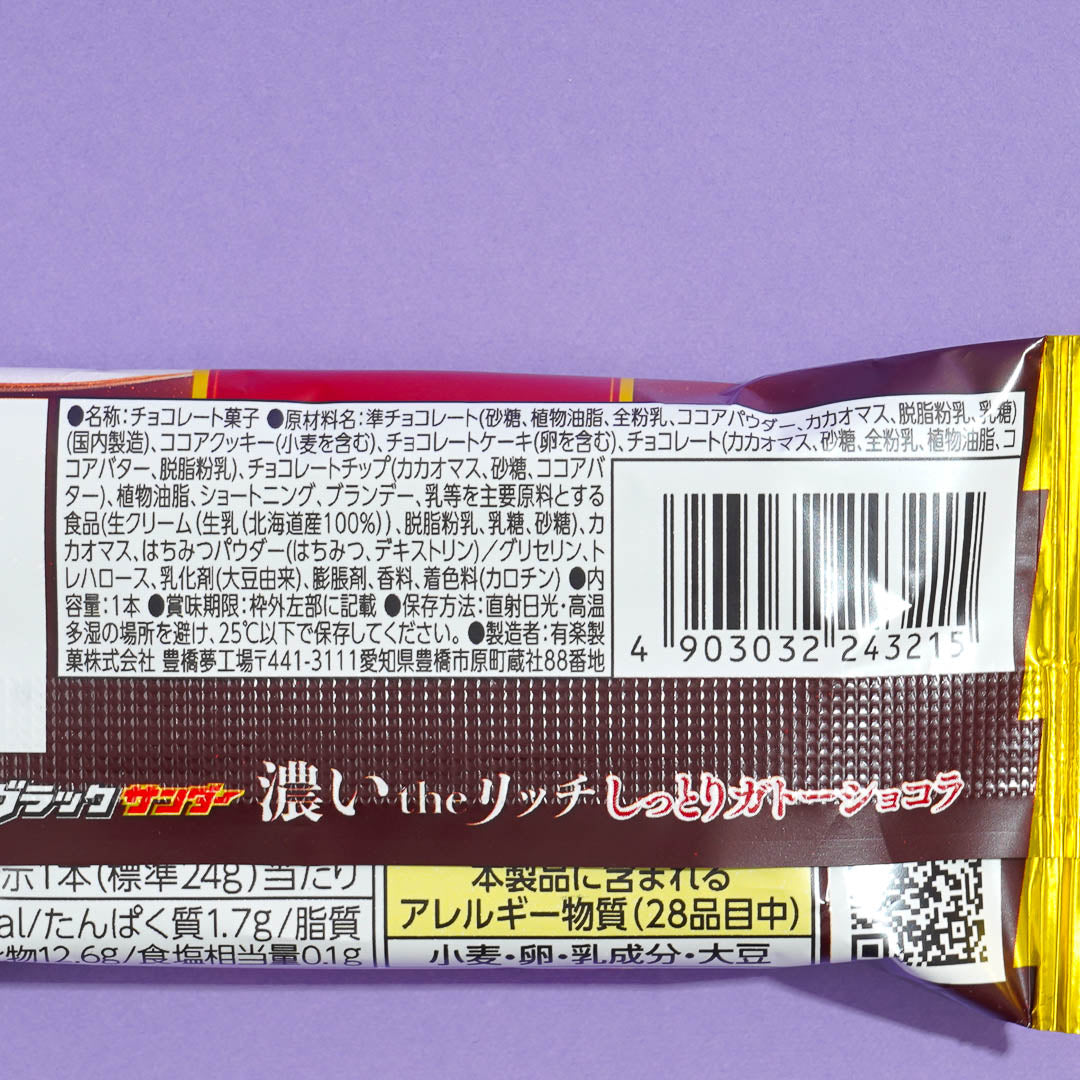 ●名称:チョコレート菓子 ●原材料名:準チョコレート(砂糖、植物油脂、全粉乳、ココアパウダー、カカオマス、脱脂粉乳、乳糖)
(国内製造)、ココアクッキー(小麦を含む)、チョコレートケーキ(卵を含む)、チョコレート(カカオマス、砂糖、全粉乳、植物油脂、コ
コアバター、脱脂粉乳)、チョコレートチップ(カカオマス、砂糖、ココアバ
ター)、植物油脂、ショートニング、ブランデー、乳等を主要原料とする
食品(生クリーム(生乳(北海道産100%))、脱脂粉乳、乳糖、砂糖)、カ
カオマス、はちみつパウダー(はちみつ、デキストリン)/グリセリン、ト
レハロース、乳化剤(大豆由来)、膨脹剤、香料、着色料(カロチン) ●内
容量:1本 ●賞味期限:枠外左部に記載 ●保存方法:直射日光・高温
多湿の場所を避け、25℃以下で保存してください。●製造者:有楽製
菓株式会社 豊橋夢工場〒441-3111愛知県豊橋市原町蔵社88番地
4 903032 243215
ブラックサンダー 濃い the リッチ しっとりガトーショコラ
示1本(標準24g)当たり
al/たんぱく質1.7g/脂質
物12.6g/食塩相当量0.1g
本製品に含まれる
アレルギー物質(28品目中)
小麦・卵・乳成分・大豆